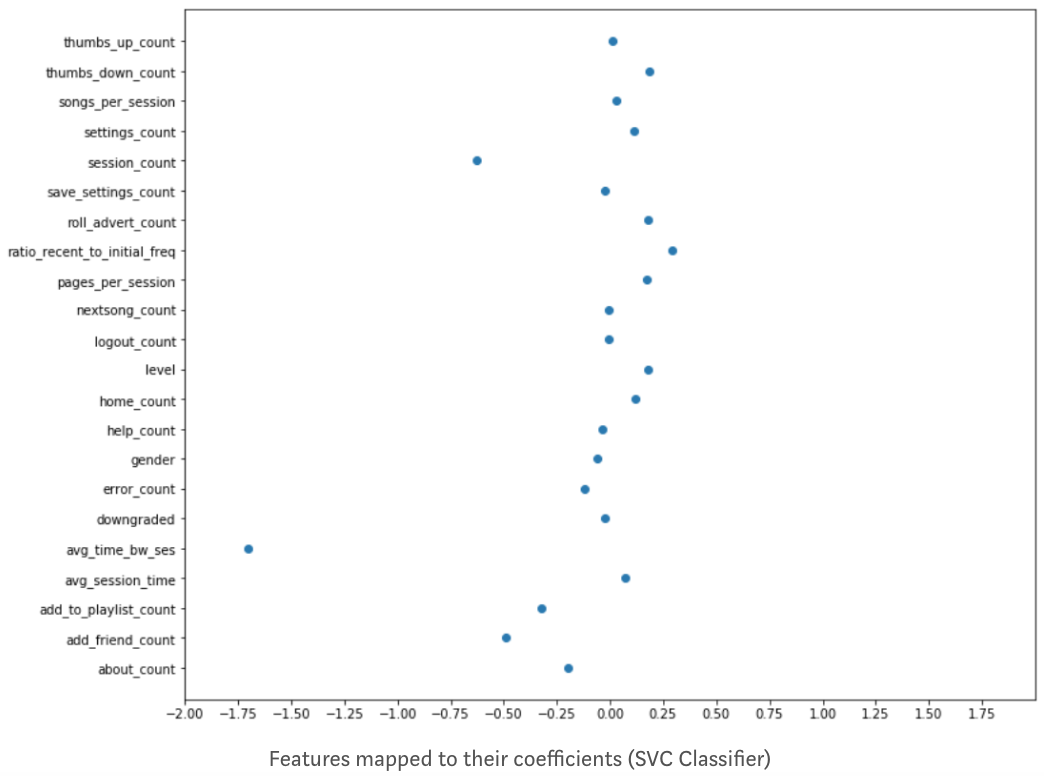 thumbs_up_count
thumbs_down_count
songs_per_session
settings_count
session_count
save_settings_count
roll_advert_count
ratio_recent_to_initial_freq
pages_per_session
nextsong_count
logout_count
level
home_count
help_count
gender
error_count
downgraded
avg_time_bw_ses
avg_session_time
add_to_playlist_count
add_friend_count
about_count
−2.00 −1.75 −1.50 −1.25 −1.00 −0.75 −0.50 −0.25 0.00 0.25 0.50 0.75 1.00 1.25 1.50 1.75
Features mapped to their coefficients (SVC Classifier)